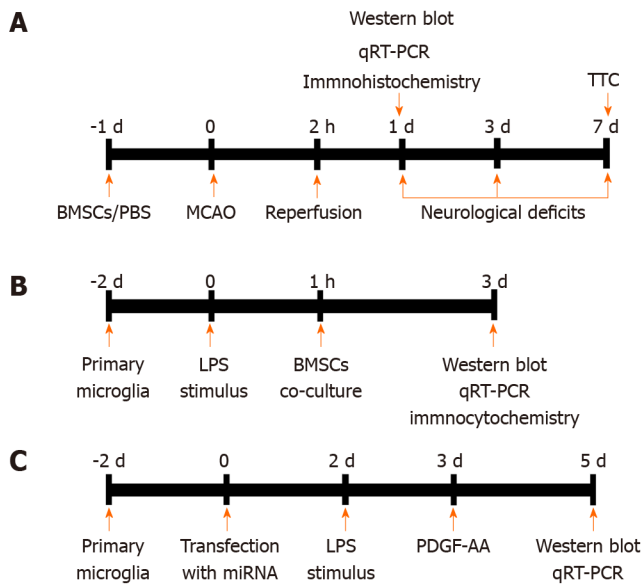 A
Western blot
qRT-PCR
Immnohistochemistry
TTC
-1 d 0 2 h 1 d 3 d 7 d
BMSCs/PBS MCAO Reperfusion Neurological deficits
B
-2 d 0 1 h 3 d
Primary LPS BMSCs Western blot
microglia stimulus co-culture qRT-PCR
immnocytochemistry
C
-2 d 0 2 d 3 d 5 d
Primary Transfection LPS PDGF-AA Western blot
microglia with miRNA stimulus qRT-PCR